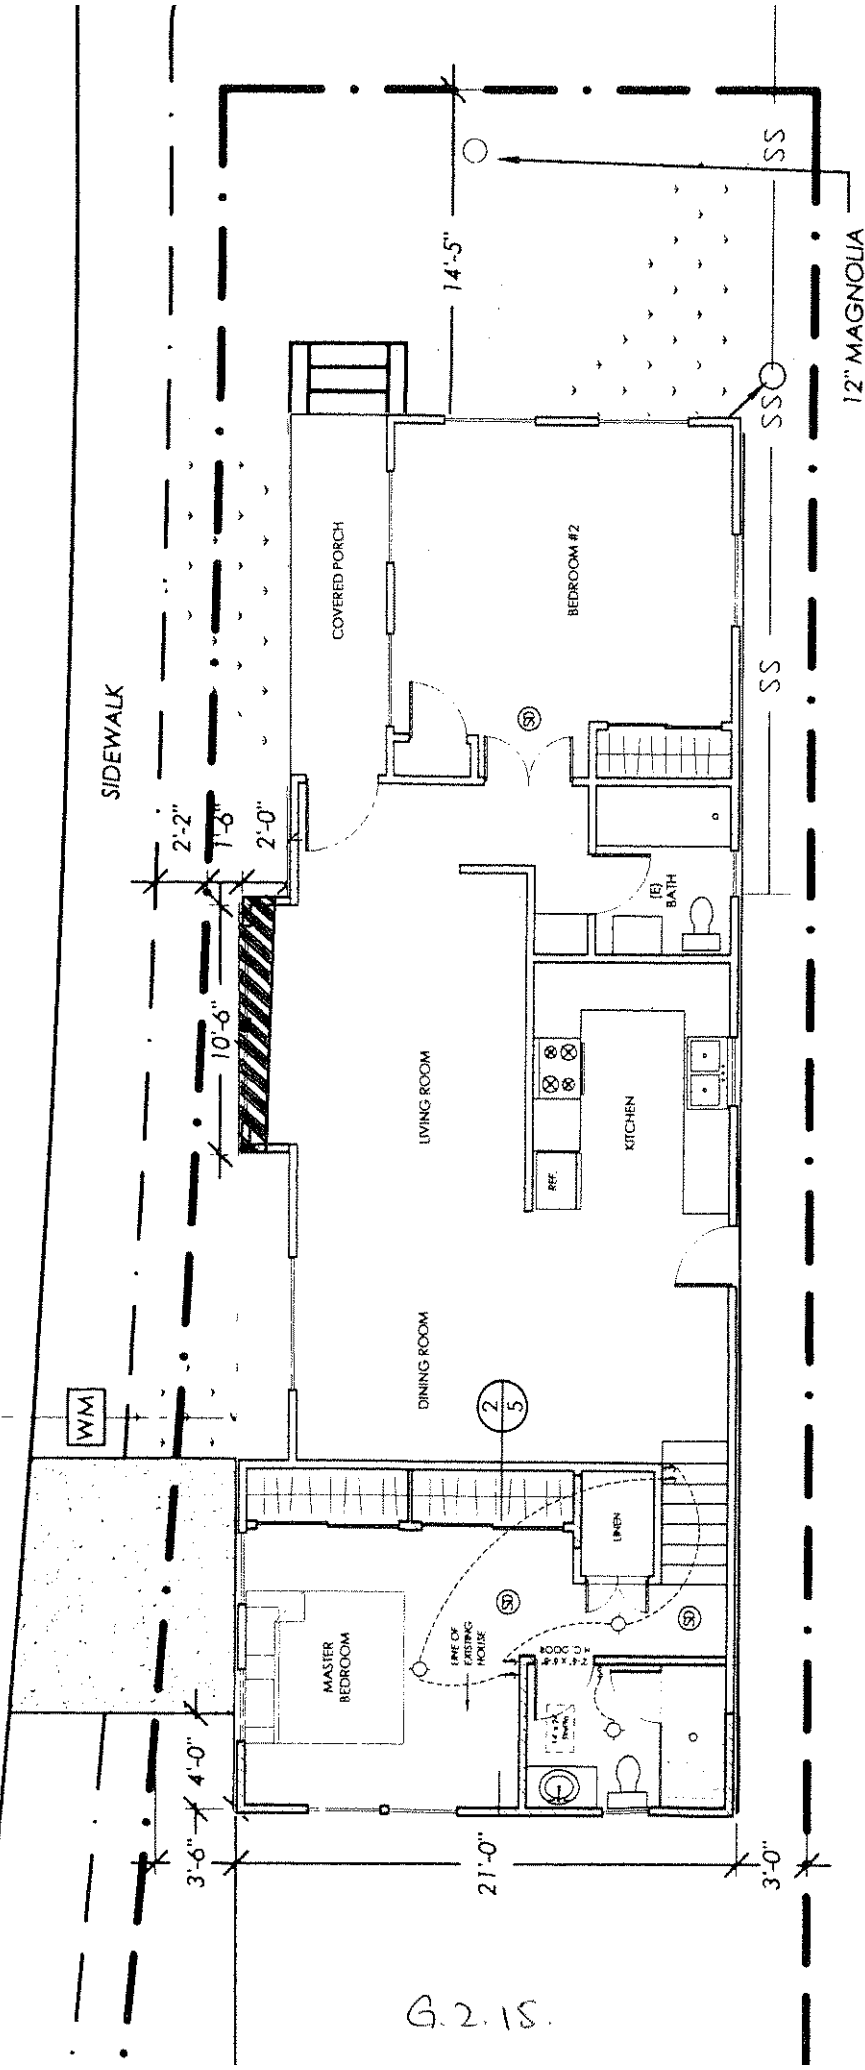 SS
12" MAGNOLIA
14'-5"
SS
SIDEWALK
COVERED PORCH
BEDROOM #2
SS
2'-2"
1'-6"
2'-0"
SD
(E)
BATH
10'-6"
LIVING ROOM
KITCHEN
REF.
DINING ROOM
2
5
WM
LINEN
MASTER
BEDROOM
LINE OF
EXISTING
HOUSE
SD
SD
4'-0"
3'-6"
21'-0"
3'-0"
G.2.15.